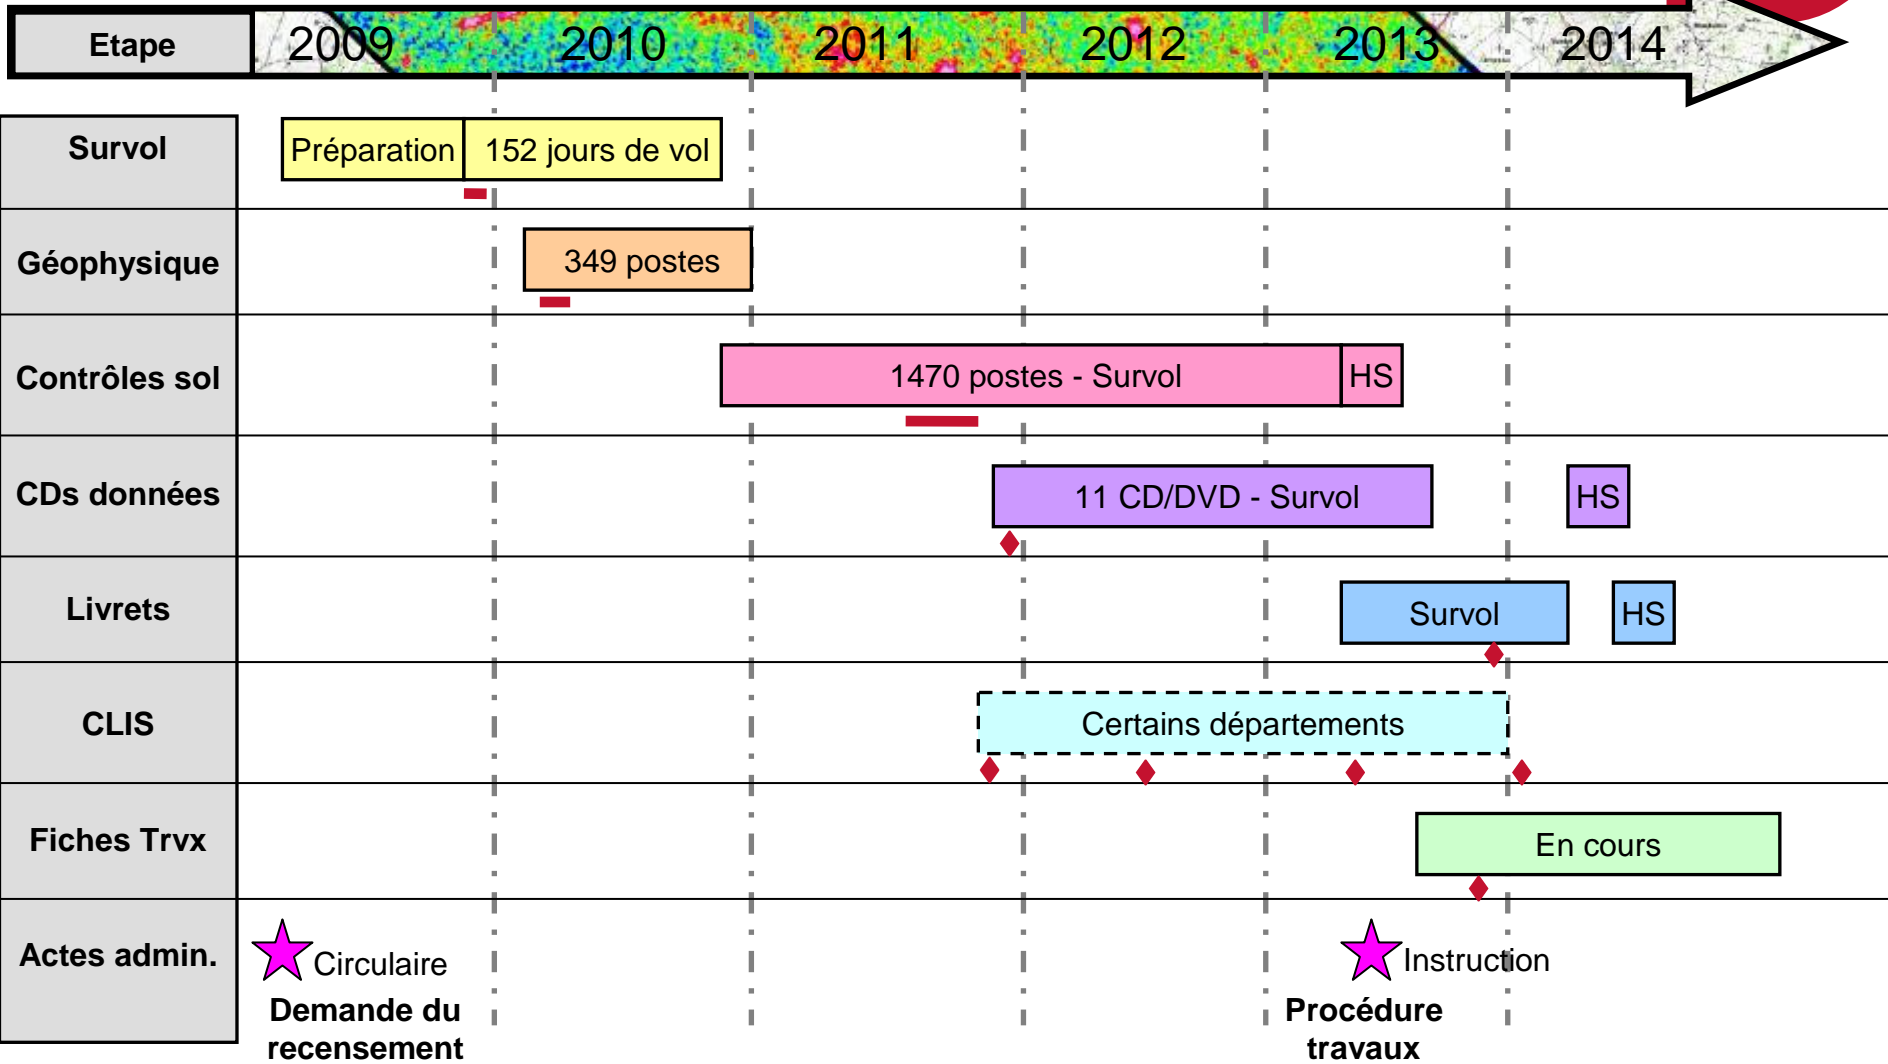 Etape 2009 2010 2011 2012 2013 2014
Survol Préparation 152 jours de vol
Géophysique 349 postes
Contrôles sol 1470 postes - Survol HS
CDs données 11 CD/DVD - Survol HS
Livrets Survol HS
CLIS Certains départements
Fiches Trvx En cours
Actes admin. Circulaire Instruction
Demande du Procédure
recensement travaux